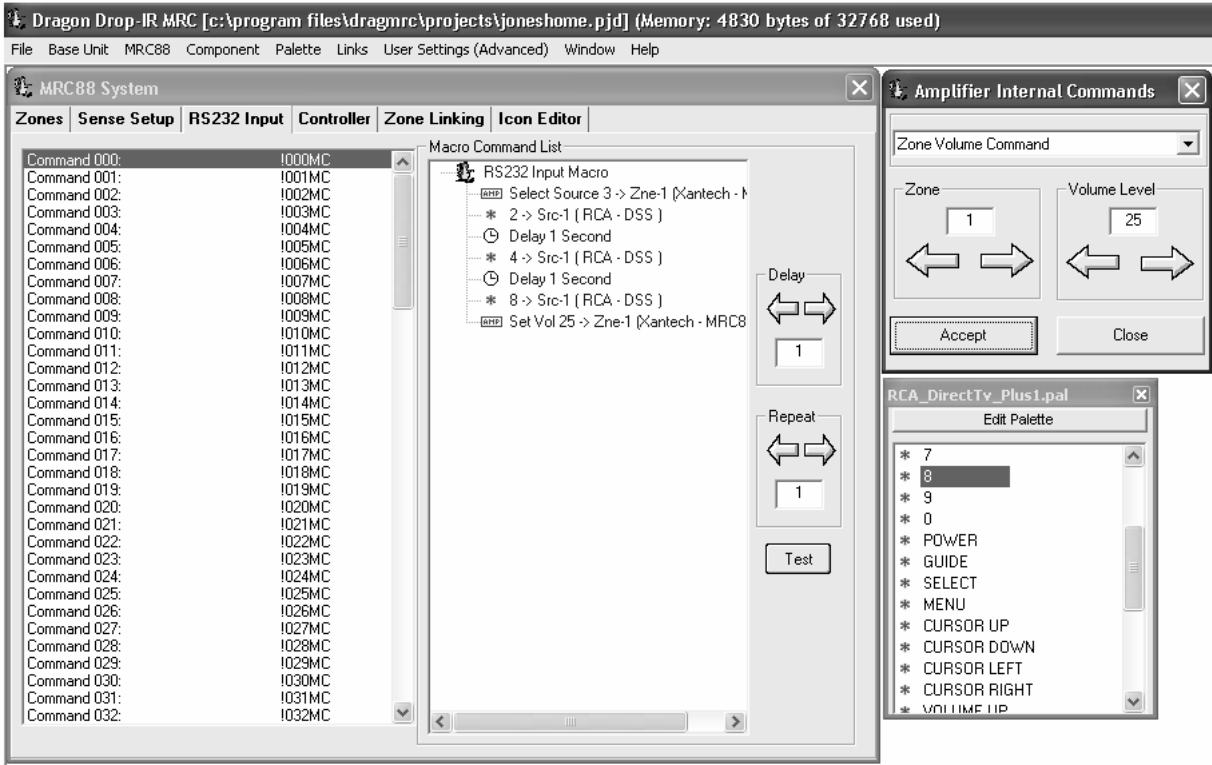 Dragon Drop-IR MRC [c:\program files\dragmrc\projects\joneshome.pjd] (Memory: 4830 bytes of 32768 used)
File Base Unit MRC88 Component Palette Links User Settings (Advanced) Window Help
MRC88 System
Zones Sense Setup RS232 Input Controller Zone Linking Icon Editor
Command 000: !000MC
Command 001: !001MC
Command 002: !002MC
Command 003: !003MC
Command 004: !004MC
Command 005: !005MC
Command 006: !006MC
Command 007: !007MC
Command 008: !008MC
Command 009: !009MC
Command 010: !010MC
Command 011: !011MC
Command 012: !012MC
Command 013: !013MC
Command 014: !014MC
Command 015: !015MC
Command 016: !016MC
Command 017: !017MC
Command 018: !018MC
Command 019: !019MC
Command 020: !020MC
Command 021: !021MC
Command 022: !022MC
Command 023: !023MC
Command 024: !024MC
Command 025: !025MC
Command 026: !026MC
Command 027: !027MC
Command 028: !028MC
Command 029: !029MC
Command 030: !030MC
Command 031: !031MC
Command 032: !032MC
Macro Command List
RS232 Input Macro
AMP Select Source 3 -> Zne-1 (Xantech -
* 2 -> Src-1 ( RCA - DSS )
Delay 1 Second
* 4 -> Src-1 ( RCA - DSS )
Delay 1 Second
* 8 -> Src-1 ( RCA - DSS )
AMP Set Vol 25 -> Zne-1 (Xantech - MRC8
Delay
1
Repeat
1
Test
Amplifier Internal Commands
Zone Volume Command
Zone
1
Volume Level
25
Accept
Close
RCA_DirectTv_Plus1.pal
Edit Palette
* 7
* 8
* 9
* 0
* POWER
* GUIDE
* SELECT
* MENU
* CURSOR UP
* CURSOR DOWN
* CURSOR LEFT
* CURSOR RIGHT
* VOLUME UP